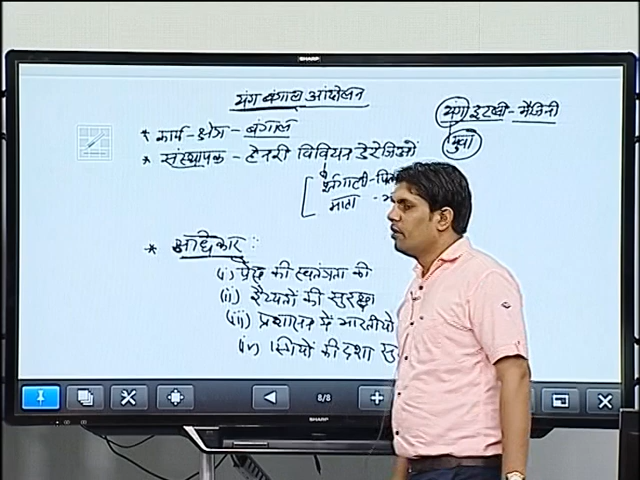 SHARP
यंग बंगाल आंदोलन
यंग इटली - मैजिनी
युवा
* कार्य - क्षेत्र - बंगाल
* संस्थापक - हेनरी विवियन डेरेजियो
माता -
* अधिकार :
(i) प्रेस की स्वतंत्रता की
(ii) रैय्यतों की सुरक्षा
(iii) प्रशासन में भारतीयो
(iv) स्त्रियों की दशा सु
8/8
SHARP